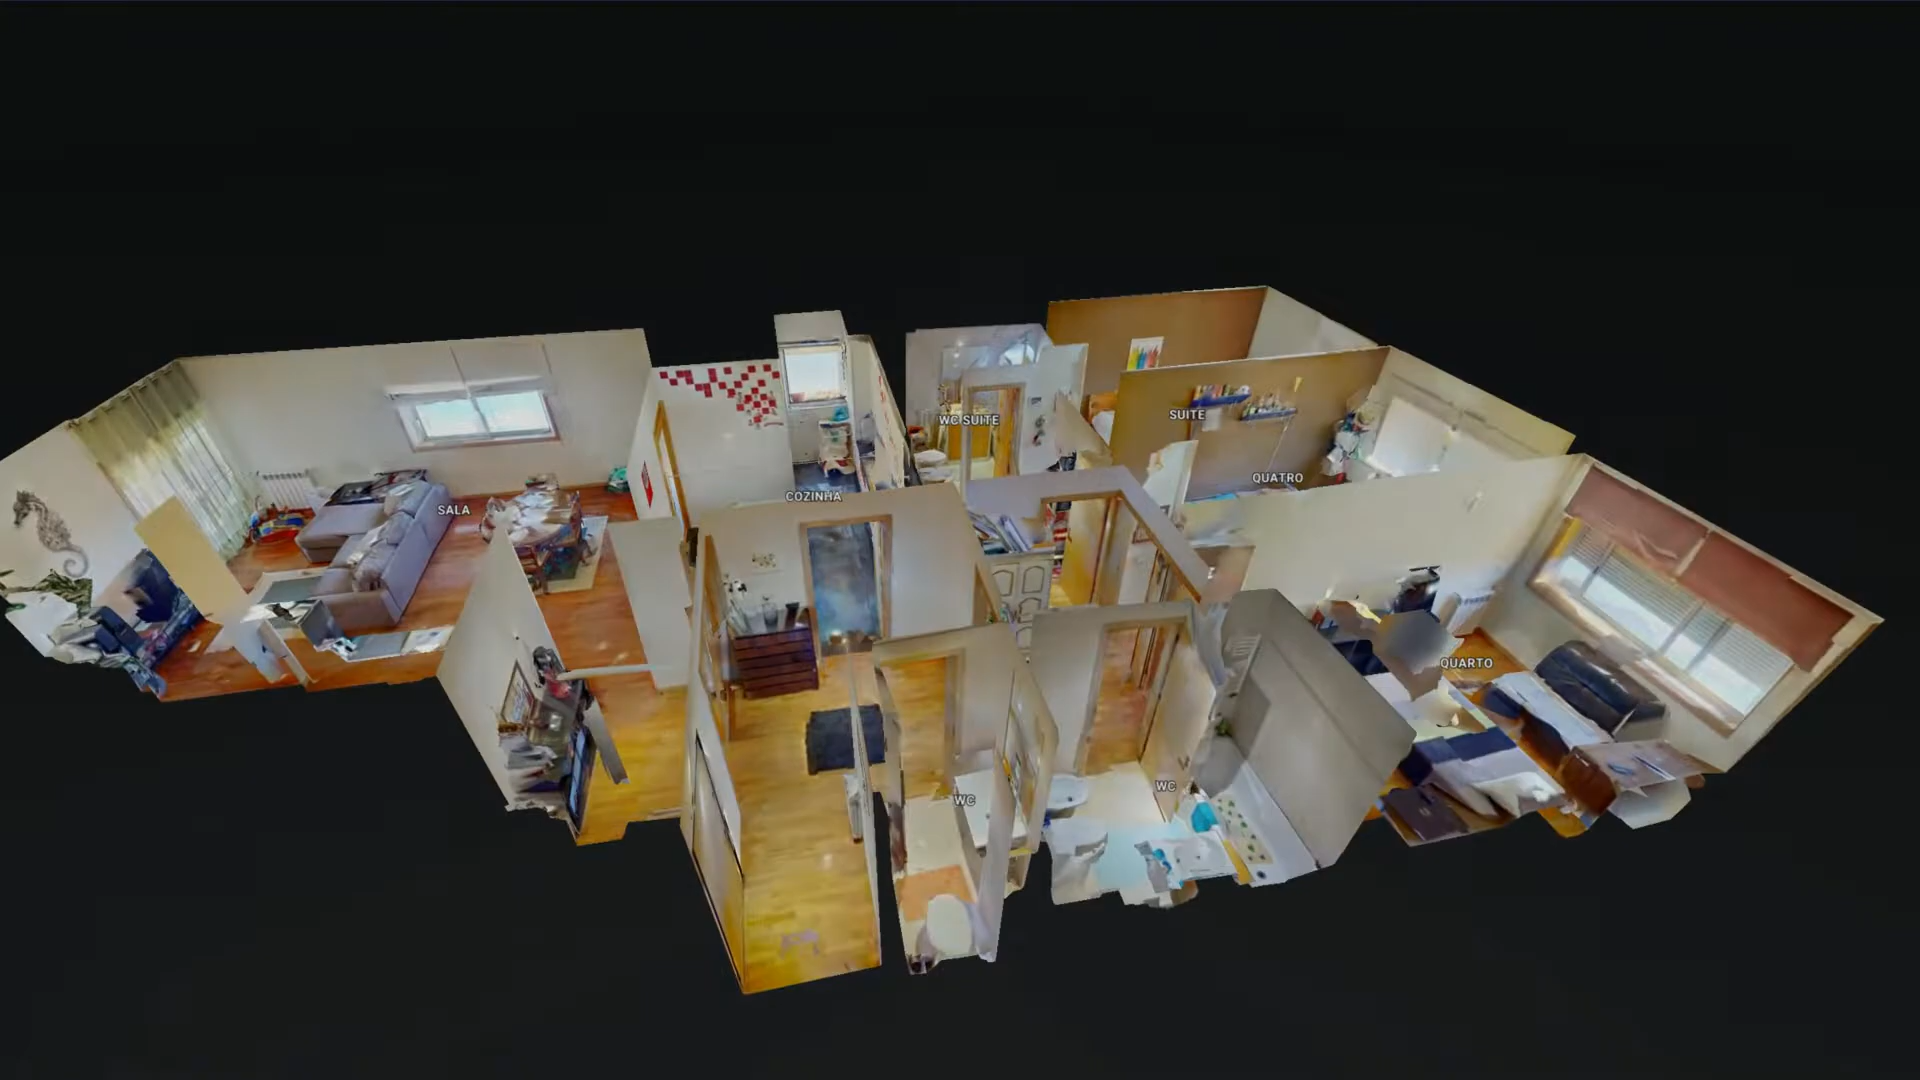 WC SUITE
SUITE
QUATRO
COZINHA
SALA
QUARTO
WC
WC